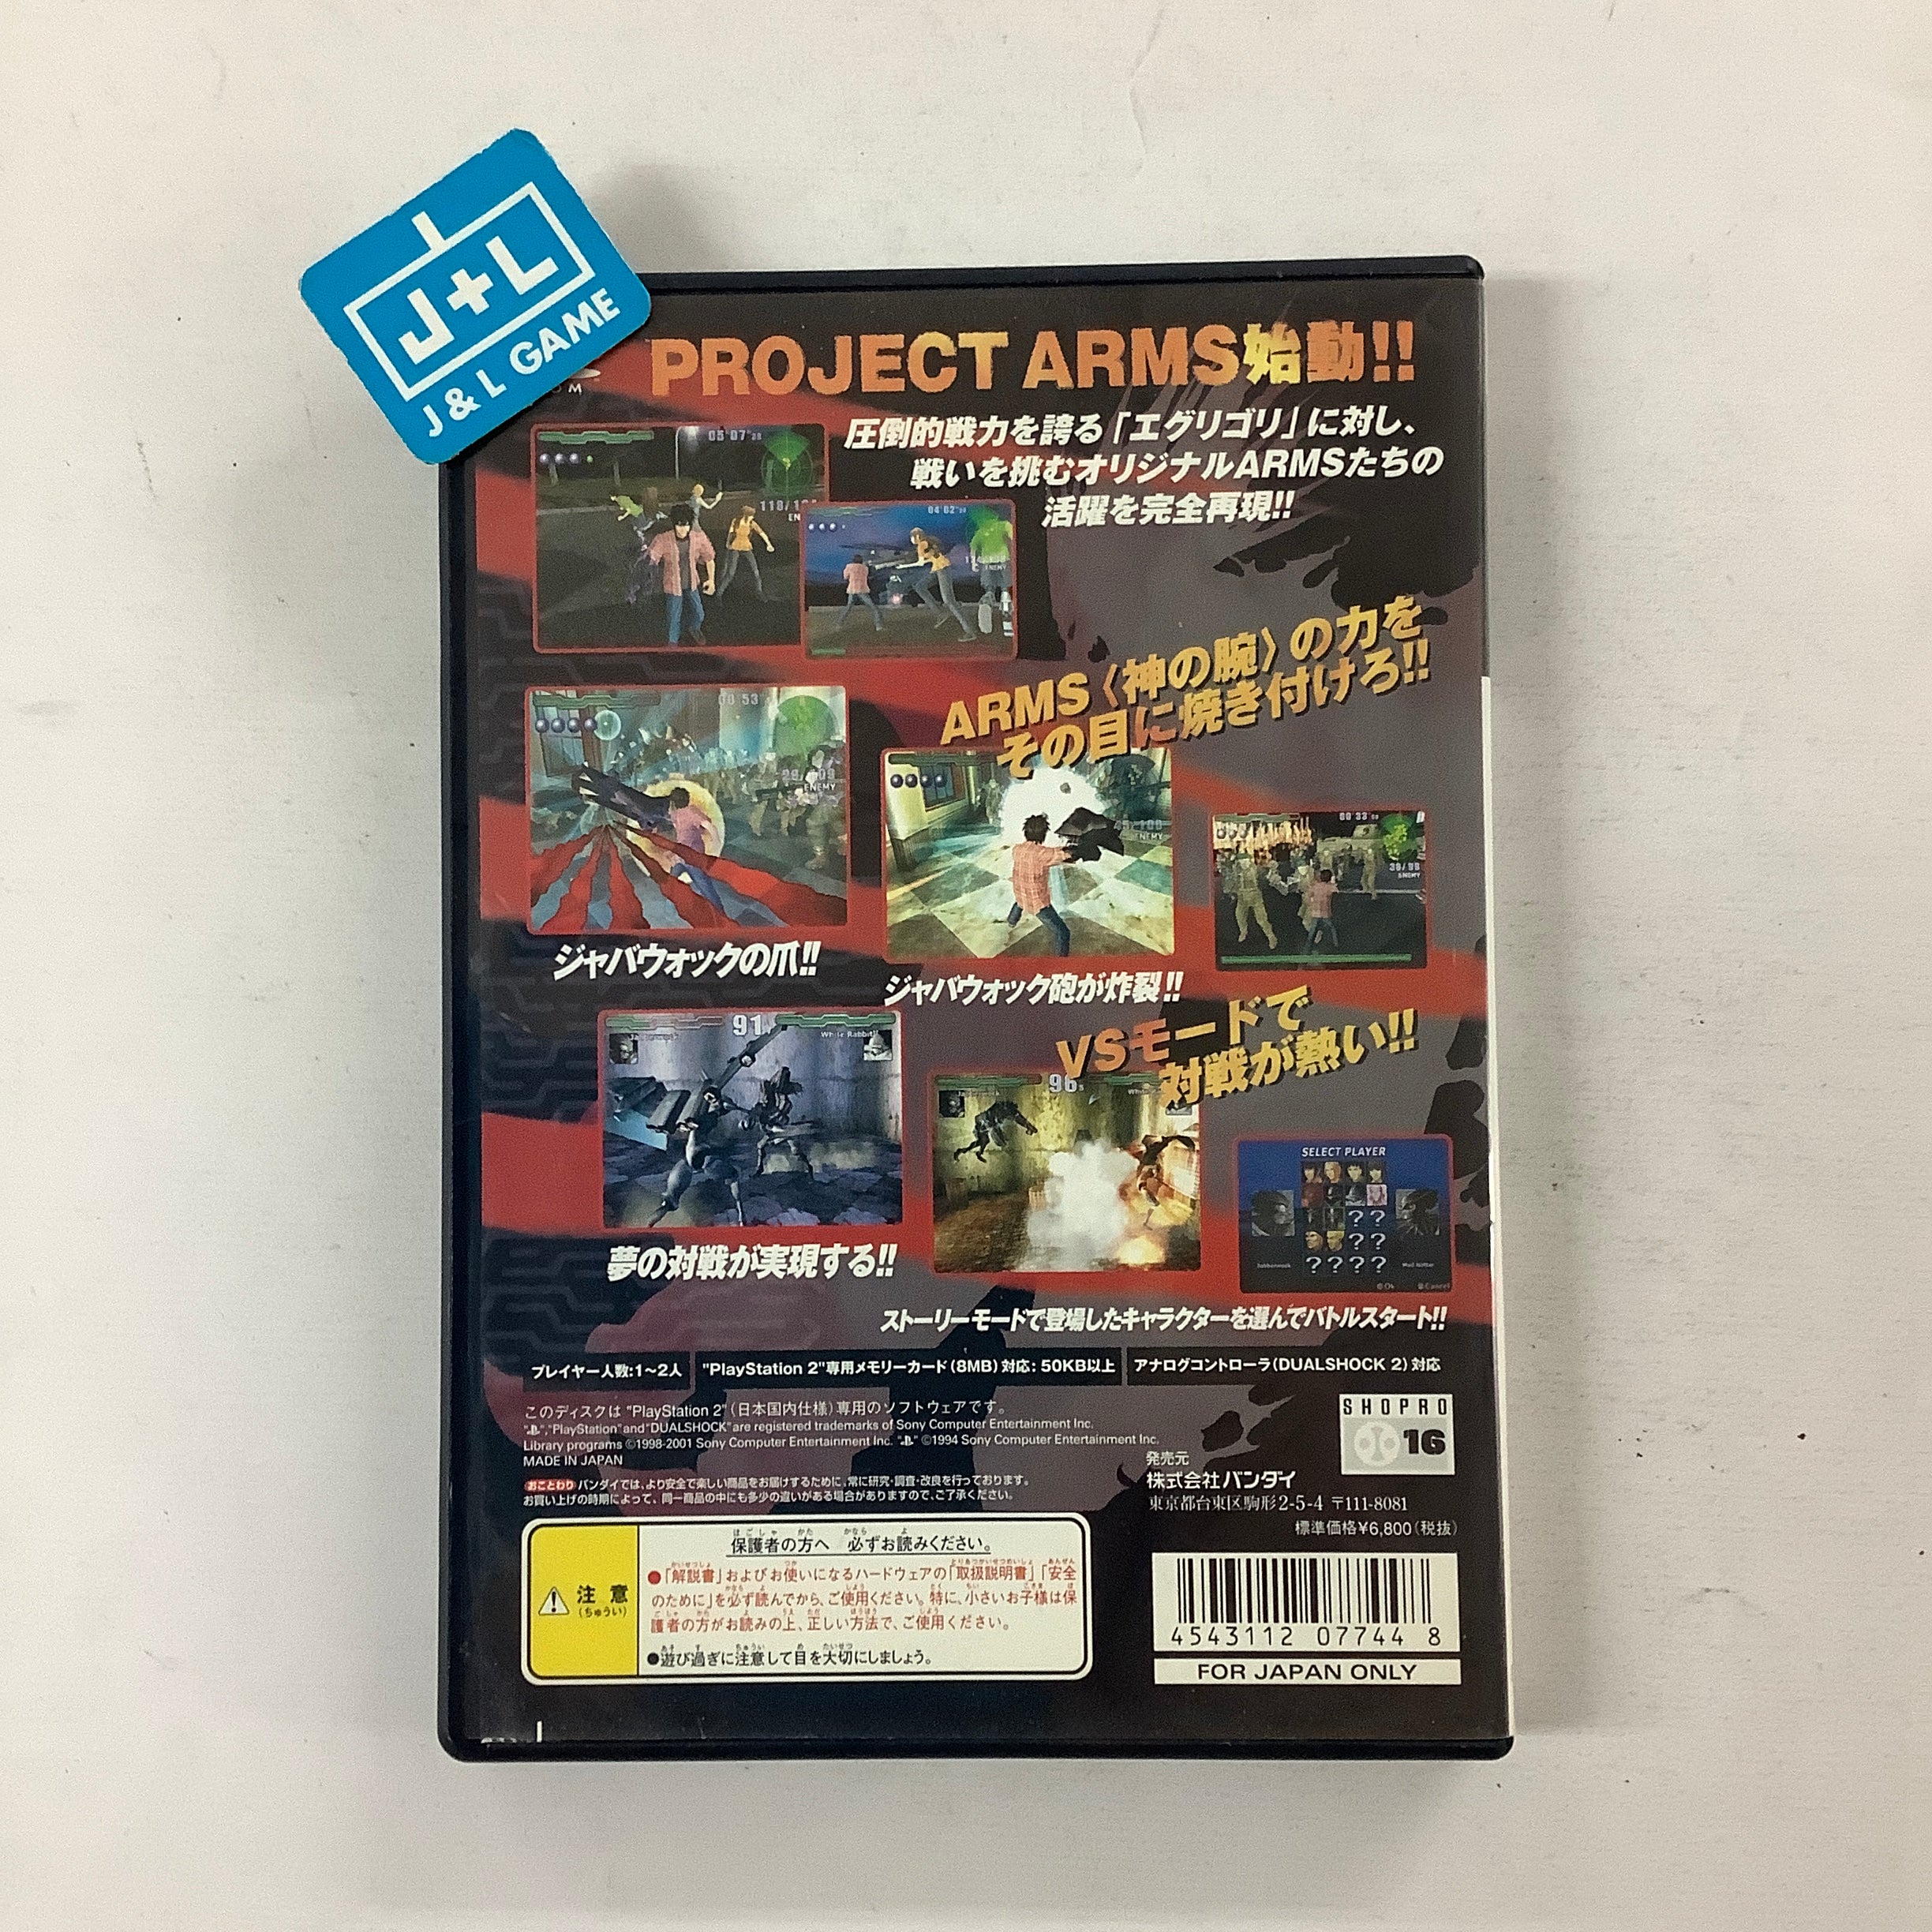 J+L
J&L GAME
PROJECT ARMS始動!!
圧倒的戦力を誇る「エグリゴリ」に対し、
戦いを挑むオリジナルARMSたちの
活躍を完全再現!!
05'07"
04'02"
ENEMY
ARMS〈神の腕〉の力を
その目に焼き付けろ!!
ENEMY
ENEMY
00'33
39/99
ENEMY
ジャバウォックの爪!!
ジャバウォック砲が炸裂!!
91
White Rabbit
VSモードで
対戦が熱い!!
96
SELECT PLAYER
? ?
? ?
? ? ? ?
Jabberwock
Mad Hatter
Ok
Cancel
夢の対戦が実現する!!
ストーリーモードで登場したキャラクターを選んでバトルスタート!!
プレイヤー人数:1〜2人
"PlayStation 2"専用メモリーカード(8MB)対応: 50KB以上
アナログコントローラ(DUALSHOCK 2)対応
このディスクは "PlayStation 2"(日本国内仕様)専用のソフトウェアです。
"PlayStation" and "DUALSHOCK" are registered trademarks of Sony Computer Entertainment Inc.
Library programs ©1998-2001 Sony Computer Entertainment Inc. ©1994 Sony Computer Entertainment Inc.
MADE IN JAPAN
おことわり バンダイでは、より安全で楽しい商品をお届けするために、常に研究・調査・改良を行っております。
お買い上げの時期によって、同一商品の中にも多少の違いがある場合がありますので、ご了承ください。
SHOPRO
16
発売元
株式会社バンダイ
東京都台東区駒形2-5-4 〒111-8081
標準価格¥6,800(税抜)
注意
(ちゅうい)
保護者の方へ 必ずお読みください。
●「解説書」およびお使いになるハードウェアの「取扱説明書」「安全
のために」を必ず読んでから、ご使用ください。特に、小さいお子様は保
護者の方がお読みの上、正しい方法で、ご使用ください。
●遊び過ぎに注意して目を大切にしましょう。
4543112 07744 8
FOR JAPAN ONLY